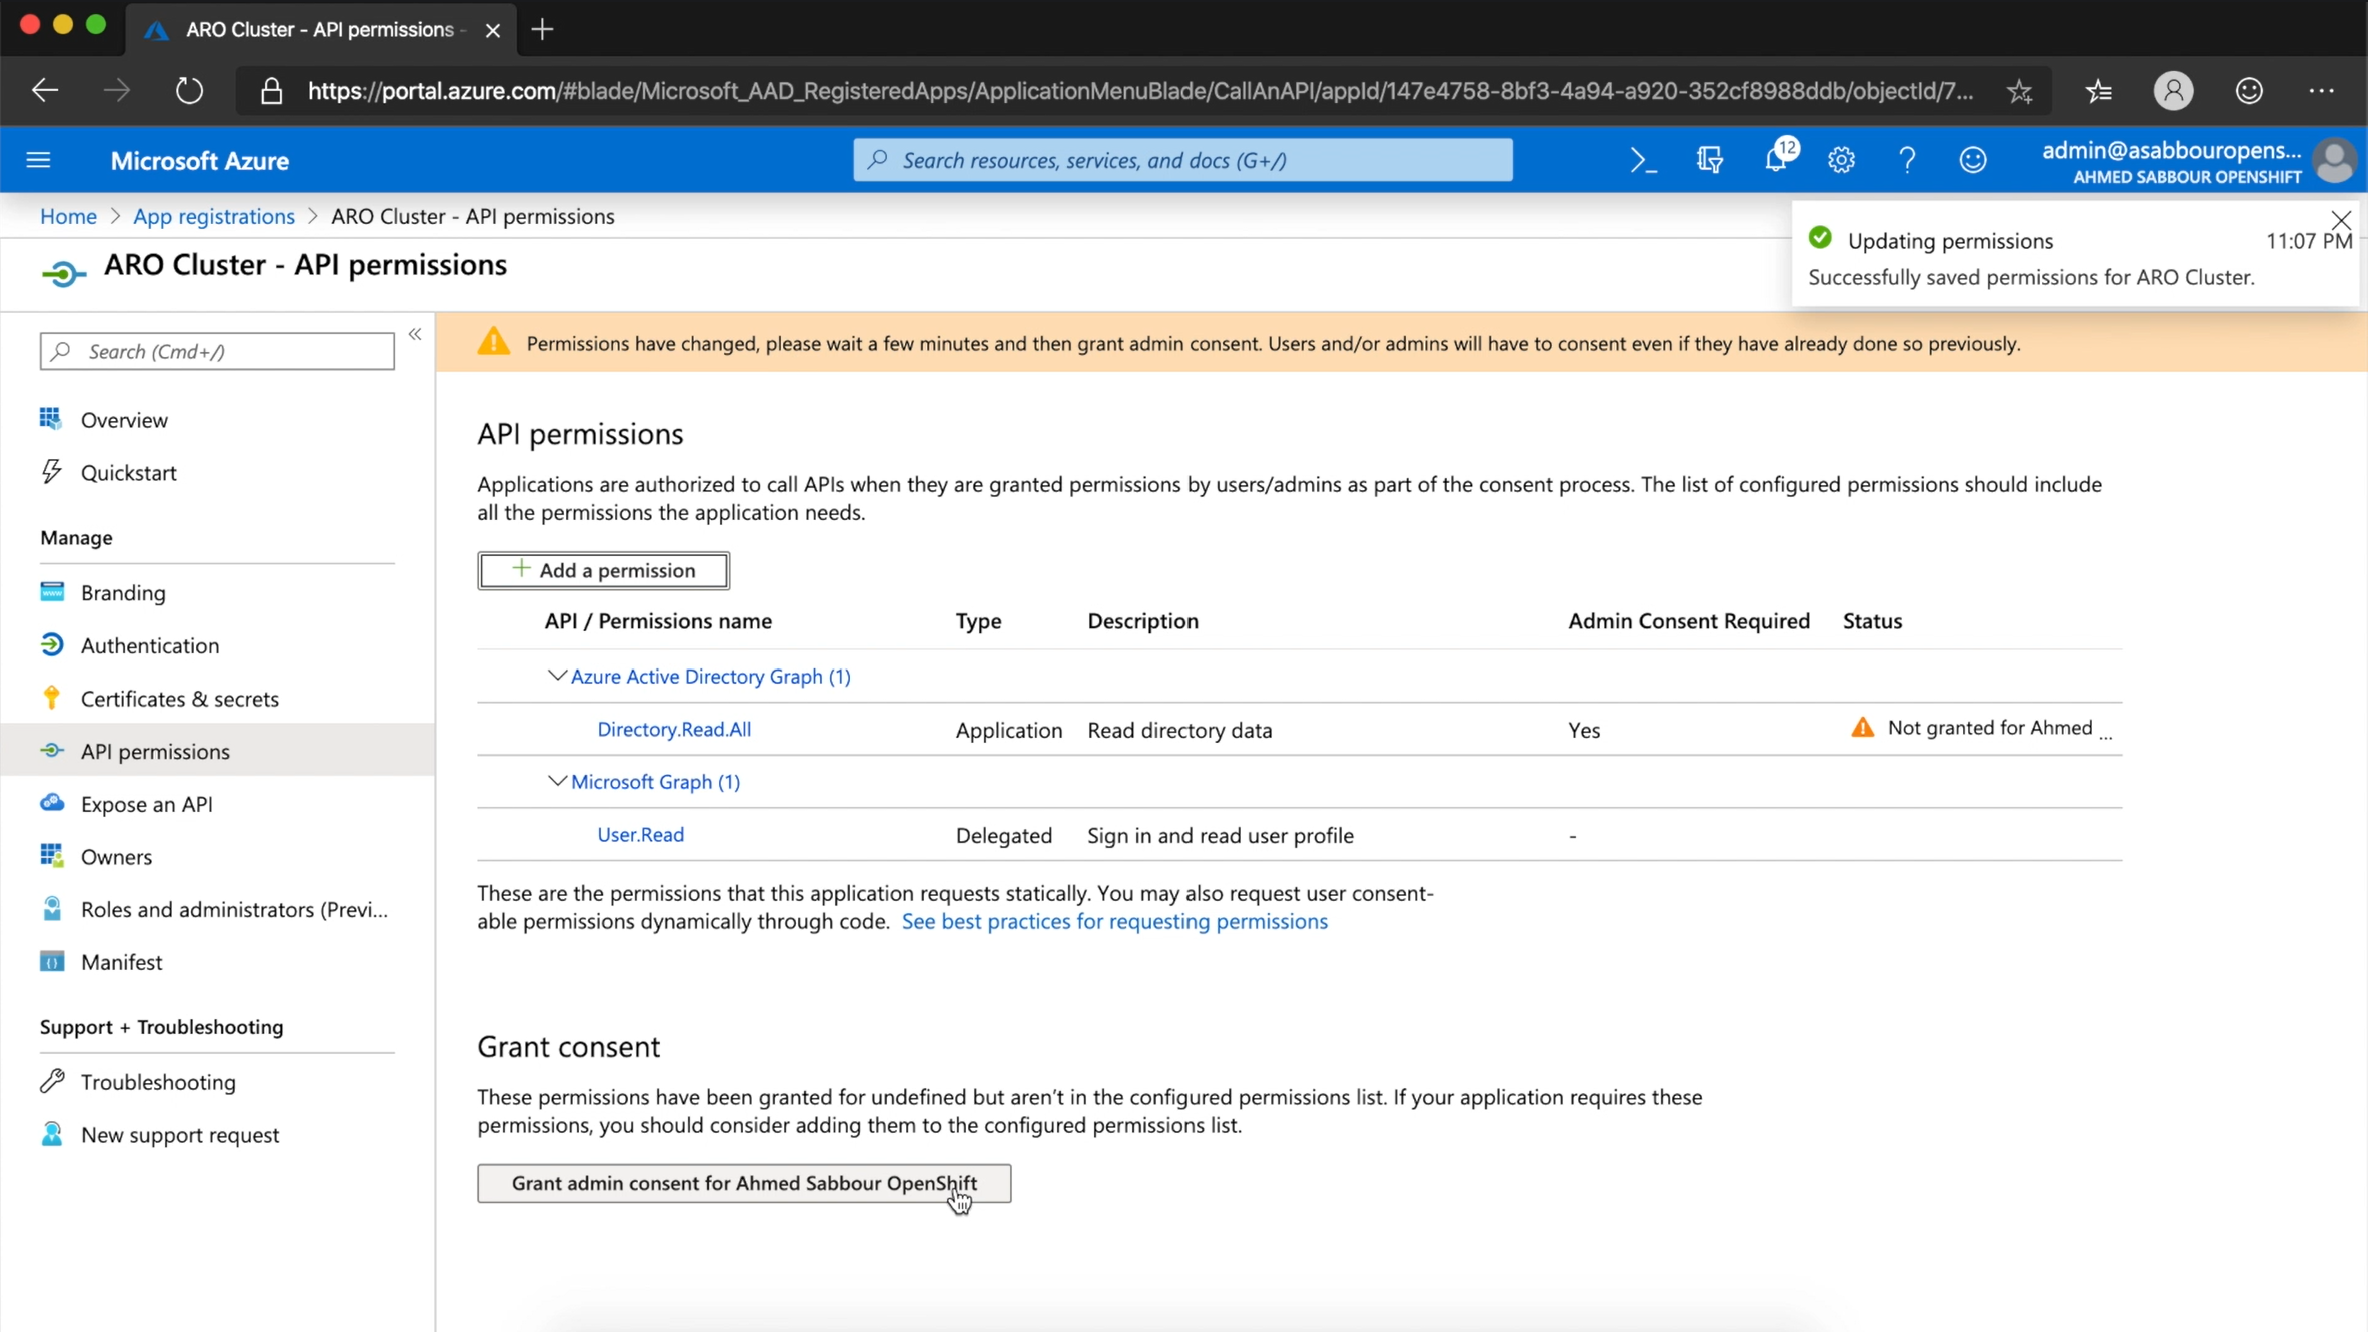 ARO Cluster - API permissions -
https://portal.azure.com/#blade/Microsoft_AAD_RegisteredApps/ApplicationMenuBlade/CallAnAPI/appId/147e4758-8bf3-4a94-a920-352cf8988ddb/objectId/7...
Microsoft Azure
Search resources, services, and docs (G+/)
12
admin@asabbouropens...
AHMED SABBOUR OPENSHIFT
Home > App registrations > ARO Cluster - API permissions
ARO Cluster - API permissions
Updating permissions 11:07 PM
Successfully saved permissions for ARO Cluster.
Search (Cmd+/)
Overview
Quickstart
Manage
Branding
Authentication
Certificates & secrets
API permissions
Expose an API
Owners
Roles and administrators (Previ...
Manifest
Support + Troubleshooting
Troubleshooting
New support request
Permissions have changed, please wait a few minutes and then grant admin consent. Users and/or admins will have to consent even if they have already done so previously.
API permissions
Applications are authorized to call APIs when they are granted permissions by users/admins as part of the consent process. The list of configured permissions should include
all the permissions the application needs.
+ Add a permission
API / Permissions name Type Description Admin Consent Required Status
Azure Active Directory Graph (1)
Directory.Read.All Application Read directory data Yes Not granted for Ahmed ...
Microsoft Graph (1)
User.Read Delegated Sign in and read user profile -
These are the permissions that this application requests statically. You may also request user consent-
able permissions dynamically through code. See best practices for requesting permissions
Grant consent
These permissions have been granted for undefined but aren't in the configured permissions list. If your application requires these
permissions, you should consider adding them to the configured permissions list.
Grant admin consent for Ahmed Sabbour OpenShift